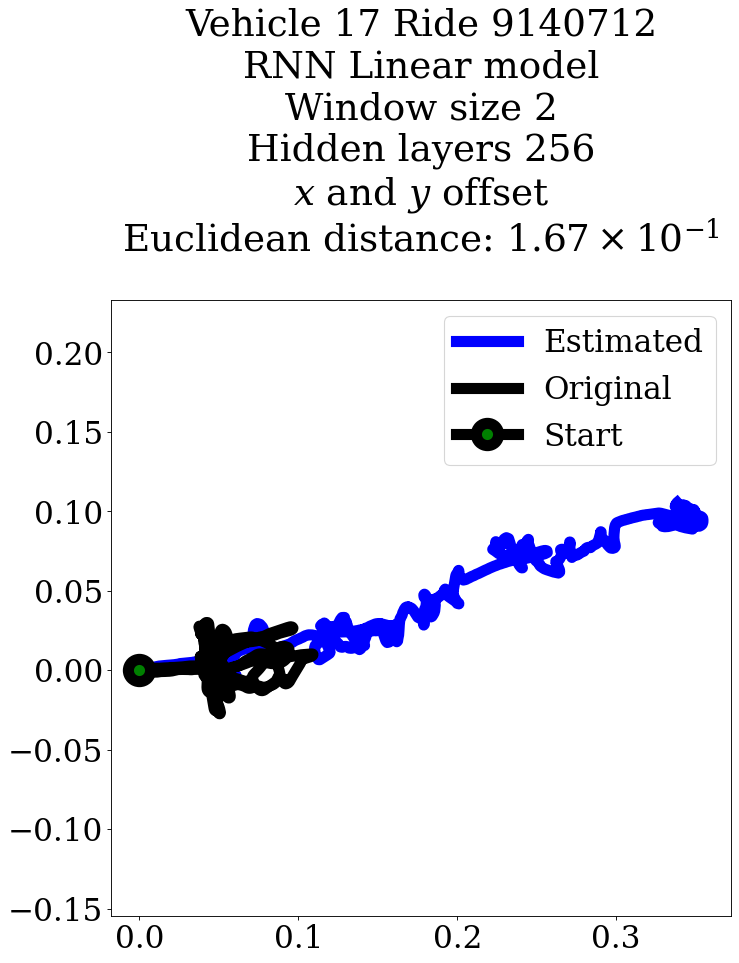 Vehicle 17 Ride 9140712
RNN Linear model
Window size 2
Hidden layers 256
x and y offset
Euclidean distance: 1.67 × 10⁻¹
Estimated
Original
Start
0.20
0.15
0.10
0.05
0.00
−0.05
−0.10
−0.15
0.0 0.1 0.2 0.3